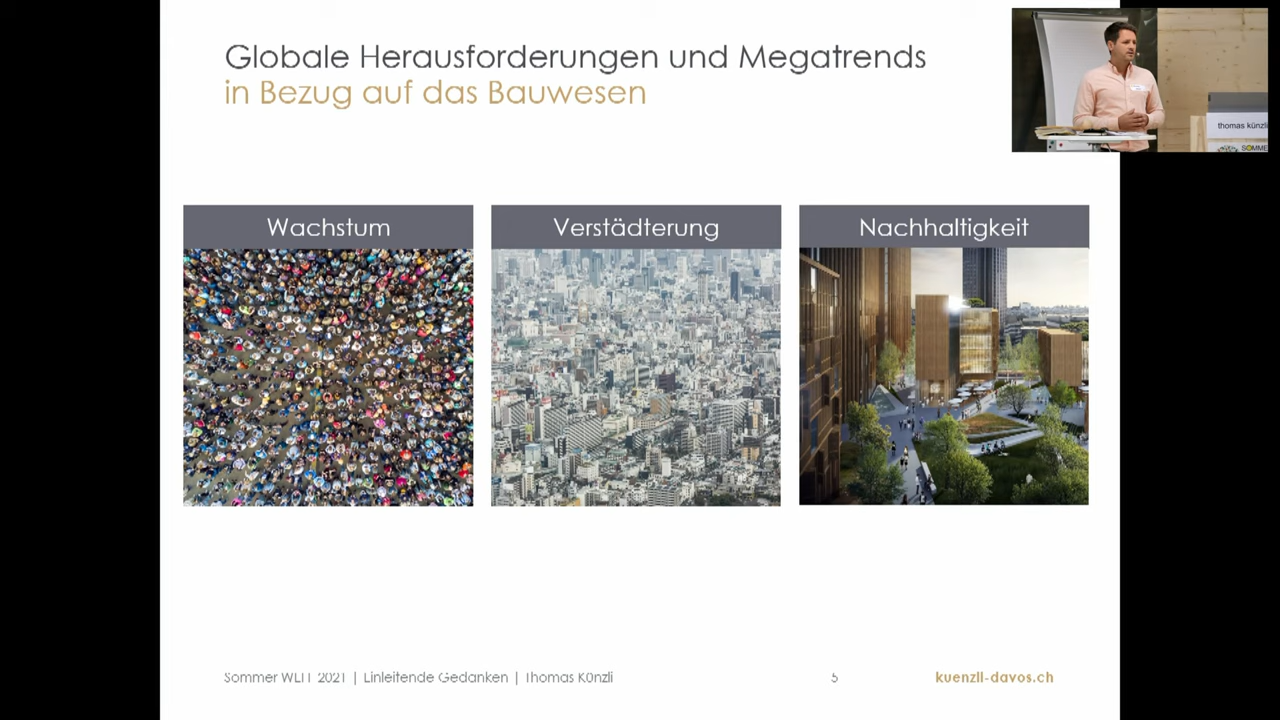 Globale Herausforderungen und Megatrends
in Bezug auf das Bauwesen
thomas künzli
SOMME
Wachstum
Verstädterung
Nachhaltigkeit
Sommer WEIT 2021 | Einleitende Gedanken | Thomas Künzli
5
kuenzli-davos.ch